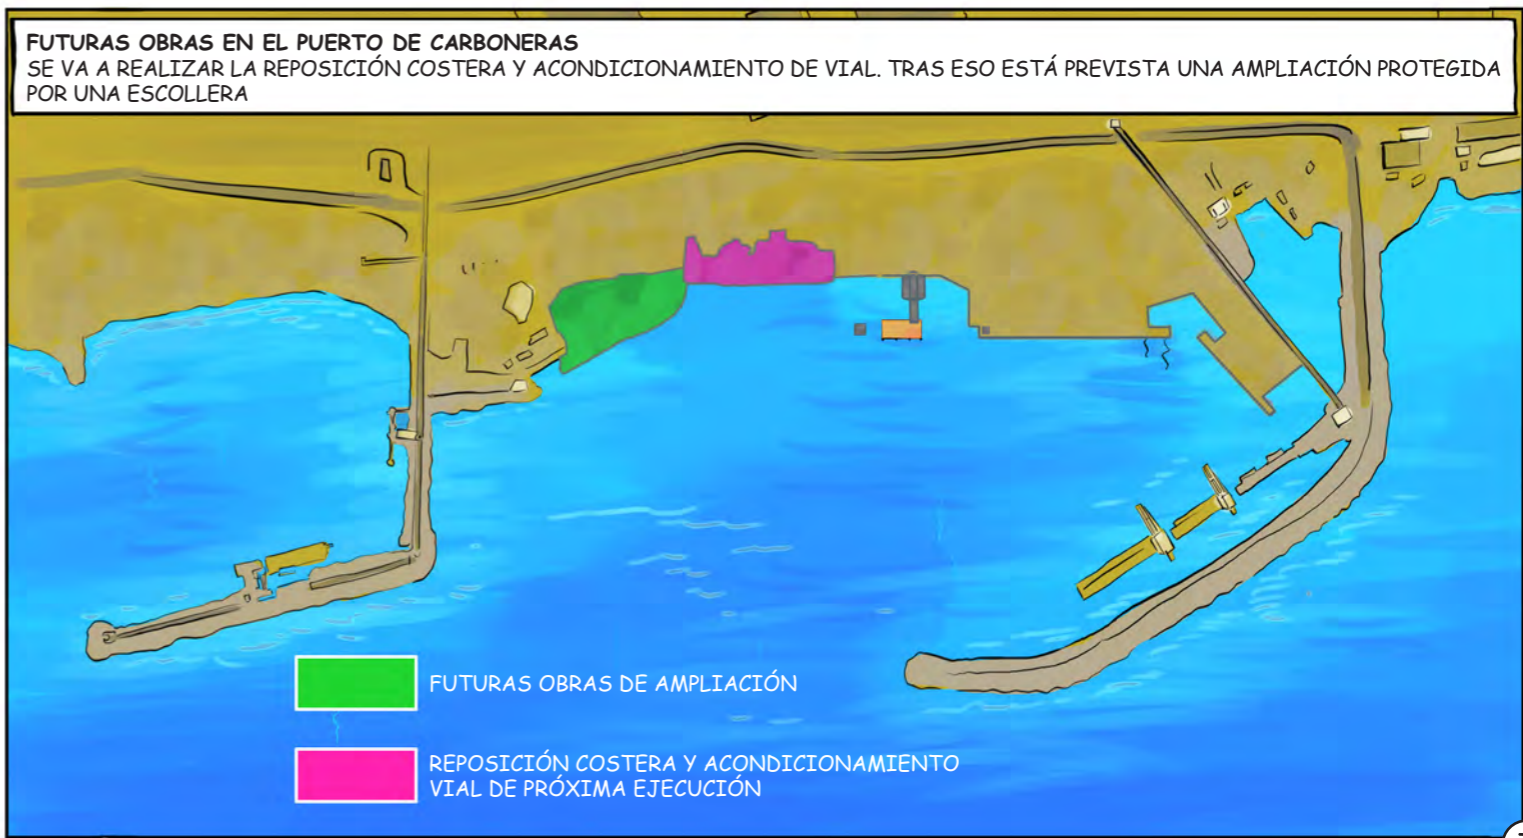 FUTURAS OBRAS EN EL PUERTO DE CARBONERAS
SE VA A REALIZAR LA REPOSICIÓN COSTERA Y ACONDICIONAMIENTO DE VIAL. TRAS ESO ESTÁ PREVISTA UNA AMPLIACIÓN PROTEGIDA
POR UNA ESCOLLERA
FUTURAS OBRAS DE AMPLIACIÓN
REPOSICIÓN COSTERA Y ACONDICIONAMIENTO
VIAL DE PRÓXIMA EJECUCIÓN